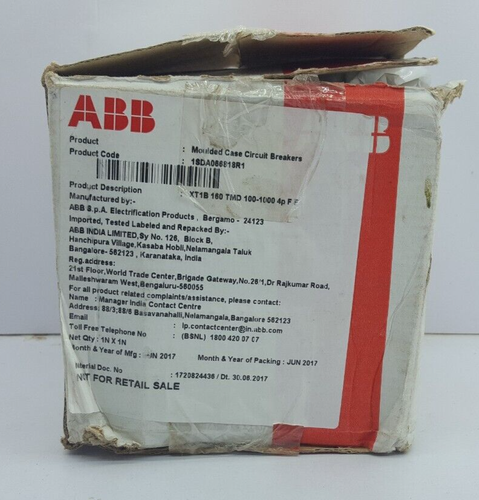 ABB
Product : Moulded Case Circuit Breakers
Product Code : 1SDA066818R1
Product Description : XT1B 160 TMD 100-1000 4p F F
Manufactured by:-
ABB S.p.A. Electrification Products , Bergamo - 24123
Imported, Tested Labeled and Repacked By:-
ABB INDIA LIMITED,Sy No. 126, Block B,
Hanchipura Village,Kasaba Hobli,Nelamangala Taluk
Bangalore- 562123 , Karanataka, India
Reg.address:
21st Floor,World Trade Center,Brigade Gateway,No.26/1,Dr Rajkumar Road,
Malleshwaram West,Bengaluru-560055
For all product related complaints/assistance, please contact:
Name : Manager India Contact Centre
Address: 88/3;88/6 Basavanahalli,Nelamangala,Bangalore 562123
Email : lp.contactcenter@in.abb.com
Toll Free Telephone No : (BSNL) 1800 420 07 07
Net Qty : 1N X 1N
Month & Year of Mfg : JUN 2017 Month & Year of Packing : JUN 2017
Material Doc. No : 1720824436 / Dt. 30.06.2017
NOT FOR RETAIL SALE